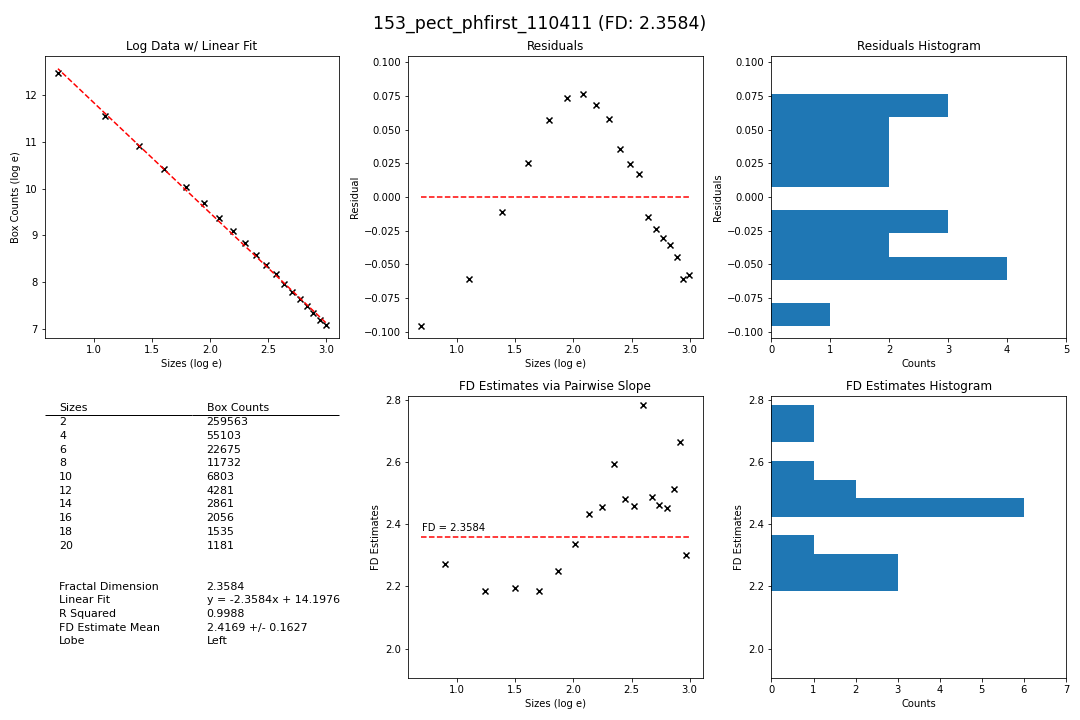 153_pect_phfirst_110411 (FD: 2.3584)
Log Data w/ Linear Fit
12
11
10
9
8
7
Box Counts (log e)
1.0 1.5 2.0 2.5 3.0
Sizes (log e)
Residuals
0.100
0.075
0.050
0.025
0.000
−0.025
−0.050
−0.075
−0.100
Residual
1.0 1.5 2.0 2.5 3.0
Sizes (log e)
Residuals Histogram
0.100
0.075
0.050
0.025
0.000
−0.025
−0.050
−0.075
−0.100
Residuals
0 1 2 3 4 5
Counts
Sizes Box Counts
2 259563
4 55103
6 22675
8 11732
10 6803
12 4281
14 2861
16 2056
18 1535
20 1181
Fractal Dimension 2.3584
Linear Fit y = -2.3584x + 14.1976
R Squared 0.9988
FD Estimate Mean 2.4169 +/- 0.1627
Lobe Left
FD Estimates via Pairwise Slope
2.8
2.6
2.4
2.2
2.0
FD Estimates
FD = 2.3584
1.0 1.5 2.0 2.5 3.0
Sizes (log e)
FD Estimates Histogram
2.8
2.6
2.4
2.2
2.0
FD Estimates
0 1 2 3 4 5 6 7
Counts